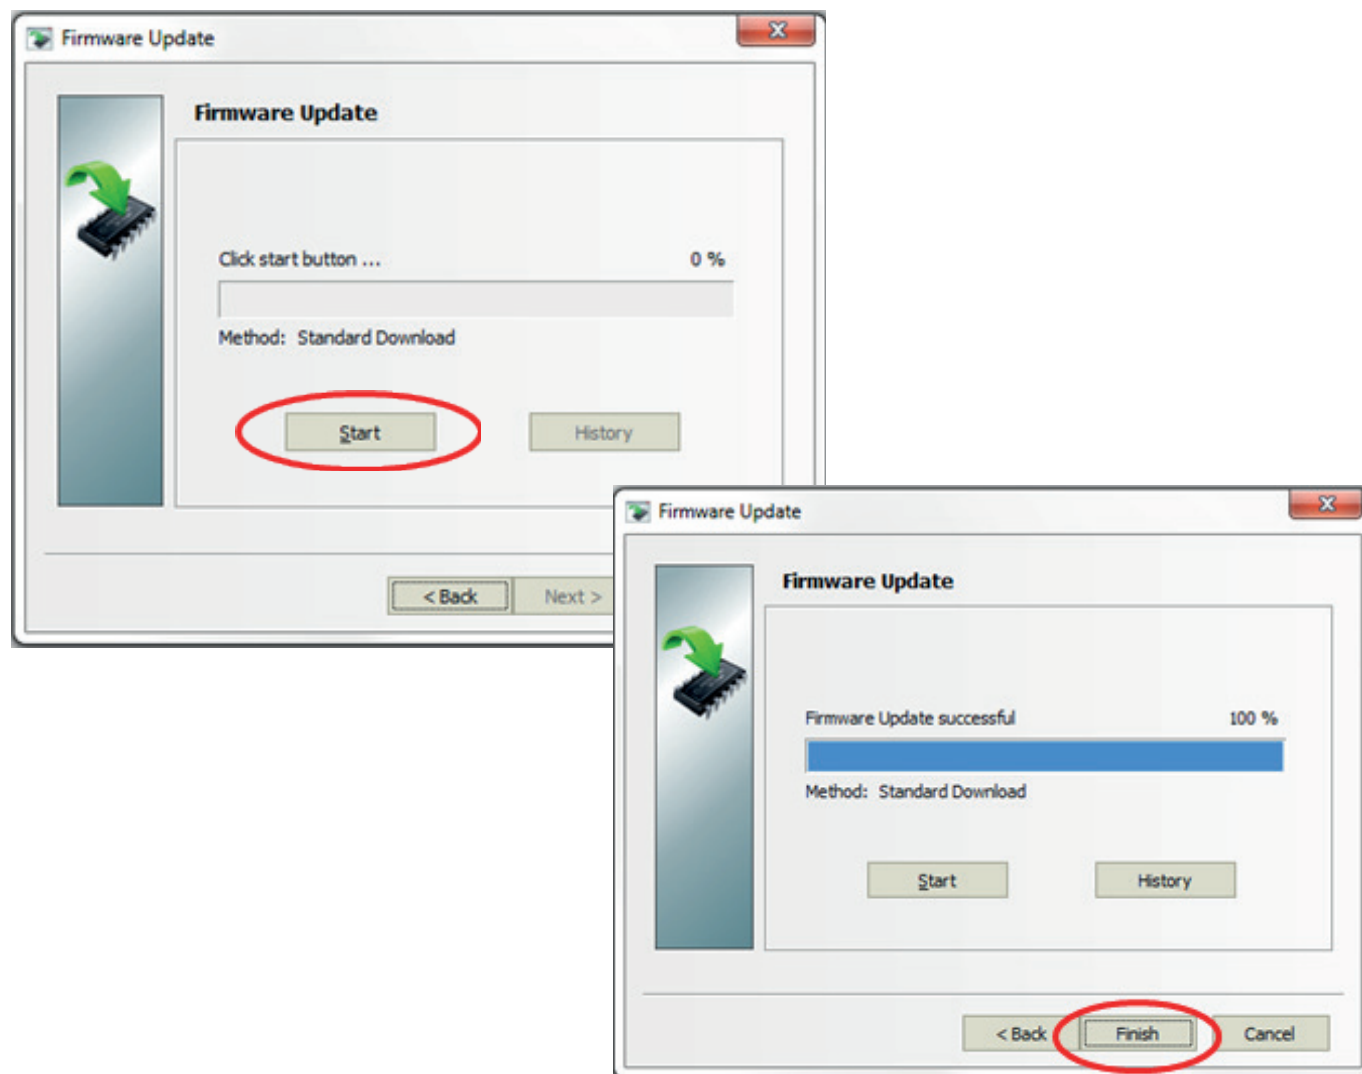 Firmware Update
Firmware Update
Click start button ... 0 %
Method: Standard Download
Start History
< Back Next >
Firmware Update
Firmware Update
Firmware Update successful 100 %
Method: Standard Download
Start History
< Back Finish Cancel